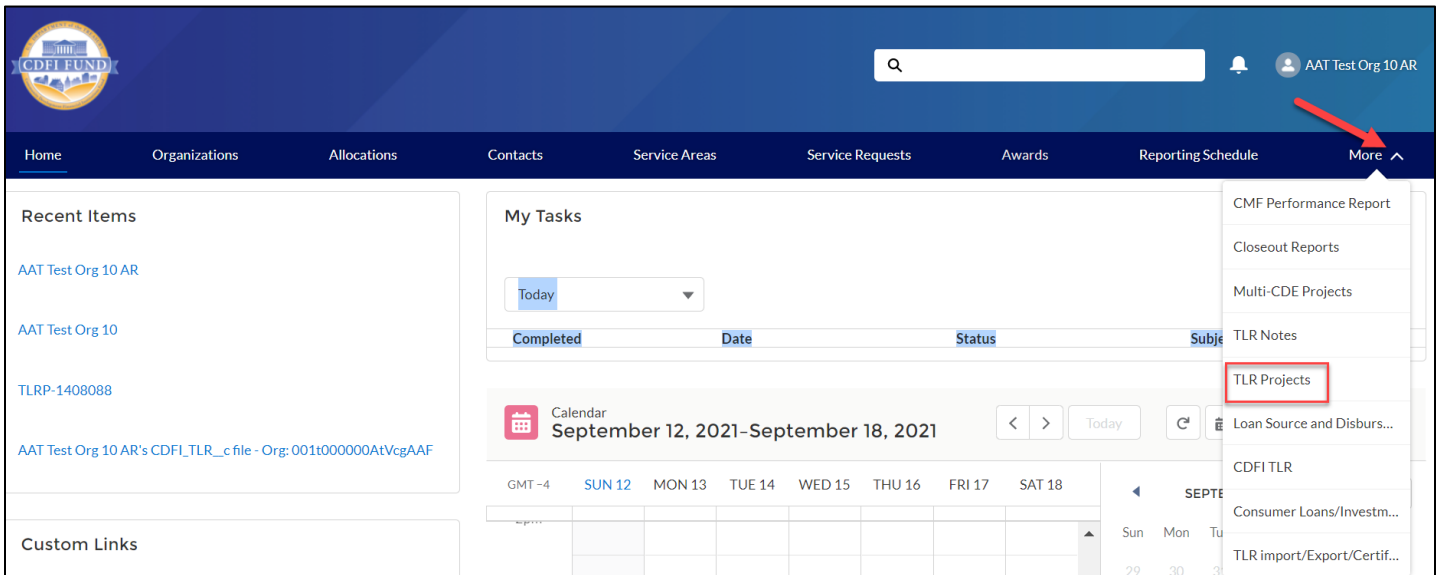 CDFI FUND
AAT Test Org 10 AR
Home Organizations Allocations Contacts Service Areas Service Requests Awards Reporting Schedule More
CMF Performance Report
Closeout Reports
Multi-CDE Projects
TLR Notes
TLR Projects
Loan Source and Disburs...
CDFI TLR
Consumer Loans/Investm...
TLR import/Export/Certif...
Recent Items
AAT Test Org 10 AR
AAT Test Org 10
TLRP-1408088
AAT Test Org 10 AR's CDFI_TLR__c file - Org: 001t000000AtVcgAAF
Custom Links
My Tasks
Today
Completed Date Status Subje
Calendar
September 12, 2021–September 18, 2021
Today
GMT -4 SUN 12 MON 13 TUE 14 WED 15 THU 16 FRI 17 SAT 18
SEPTE
Sun Mon Tu
29 30